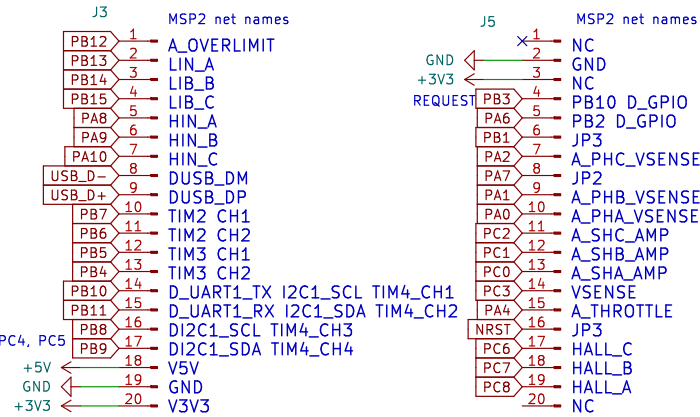 J3
MSP2 net names
PB12 1 A_OVERLIMIT
PB13 2 LIN_A
PB14 3 LIB_B
PB15 4 LIB_C
PA8 5 HIN_A
PA9 6 HIN_B
PA10 7 HIN_C
USB_D- 8 DUSB_DM
USB_D+ 9 DUSB_DP
PB7 10 TIM2 CH1
PB6 11 TIM2 CH2
PB5 12 TIM3 CH1
PB4 13 TIM3 CH2
PB10 14 D_UART1_TX I2C1_SCL TIM4_CH1
PB11 15 D_UART1_RX I2C1_SDA TIM4_CH2
PB8 16 DI2C1_SCL TIM4_CH3
PC4, PC5
PB9 17 DI2C1_SDA TIM4_CH4
+5V 18 V5V
GND 19 GND
+3V3 20 V3V3
J5
MSP2 net names
1 NC
GND 2 GND
+3V3 3 NC
REQUEST PB3 4 PB10 D_GPIO
PA6 5 PB2 D_GPIO
PB1 6 JP3
PA2 7 A_PHC_VSENSE
PA7 8 JP2
PA1 9 A_PHB_VSENSE
PA0 10 A_PHA_VSENSE
PC2 11 A_SHC_AMP
PC1 12 A_SHB_AMP
PC0 13 A_SHA_AMP
PC3 14 VSENSE
PA4 15 A_THROTTLE
NRST 16 JP3
PC6 17 HALL_C
PC7 18 HALL_B
PC8 19 HALL_A
20 NC